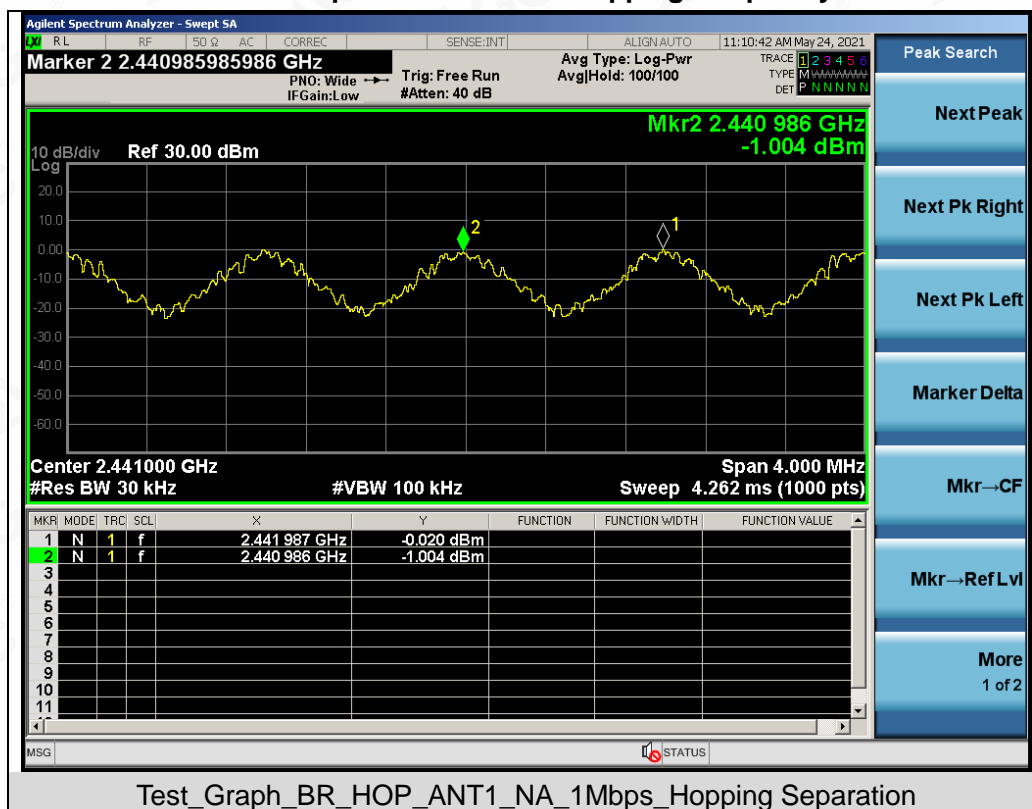 Agilent Spectrum Analyzer - Swept SA
LXI RL RF 50 Ω AC CORREC SENSE:INT ALIGN AUTO 11:10:42 AM May 24, 2021
Marker 2 2.440985985986 GHz
PNO: Wide
IFGain:Low
Trig: Free Run
#Atten: 40 dB
Avg Type: Log-Pwr
Avg|Hold: 100/100
TRACE 1 2 3 4 5 6
TYPE M
DET P N N N N N
Peak Search
Next Peak
Next Pk Right
Next Pk Left
Marker Delta
Mkr→CF
Mkr→Ref Lvl
More
1 of 2
Mkr2 2.440 986 GHz
-1.004 dBm
10 dB/div Ref 30.00 dBm
Log
20.0
10.0
0.00
-10.0
-20.0
-30.0
-40.0
-50.0
-60.0
2
1
Center 2.441000 GHz Span 4.000 MHz
#Res BW 30 kHz #VBW 100 kHz Sweep 4.262 ms (1000 pts)
MKR MODE TRC SCL X Y FUNCTION FUNCTION WIDTH FUNCTION VALUE
1 N 1 f 2.441 987 GHz -0.020 dBm
2 N 1 f 2.440 986 GHz -1.004 dBm
3
4
5
6
7
8
9
10
11
MSG STATUS
Test_Graph_BR_HOP_ANT1_NA_1Mbps_Hopping Separation